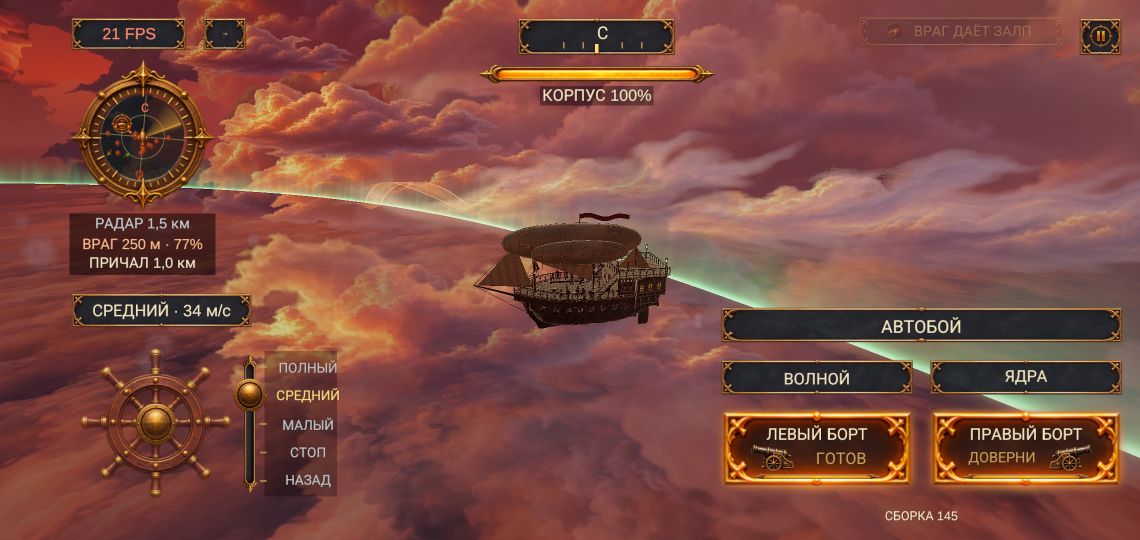 21 FPS
С
ВРАГ ДАЁТ ЗАЛП
КОРПУС 100%
С
РАДАР 1,5 км
ВРАГ 250 м · 77%
ПРИЧАЛ 1,0 км
СРЕДНИЙ · 34 м/с
ПОЛНЫЙ
СРЕДНИЙ
МАЛЫЙ
СТОП
НАЗАД
АВТОБОЙ
ВОЛНОЙ
ЯДРА
ЛЕВЫЙ БОРТ
ГОТОВ
ПРАВЫЙ БОРТ
ДОВЕРНИ
СБОРКА 145